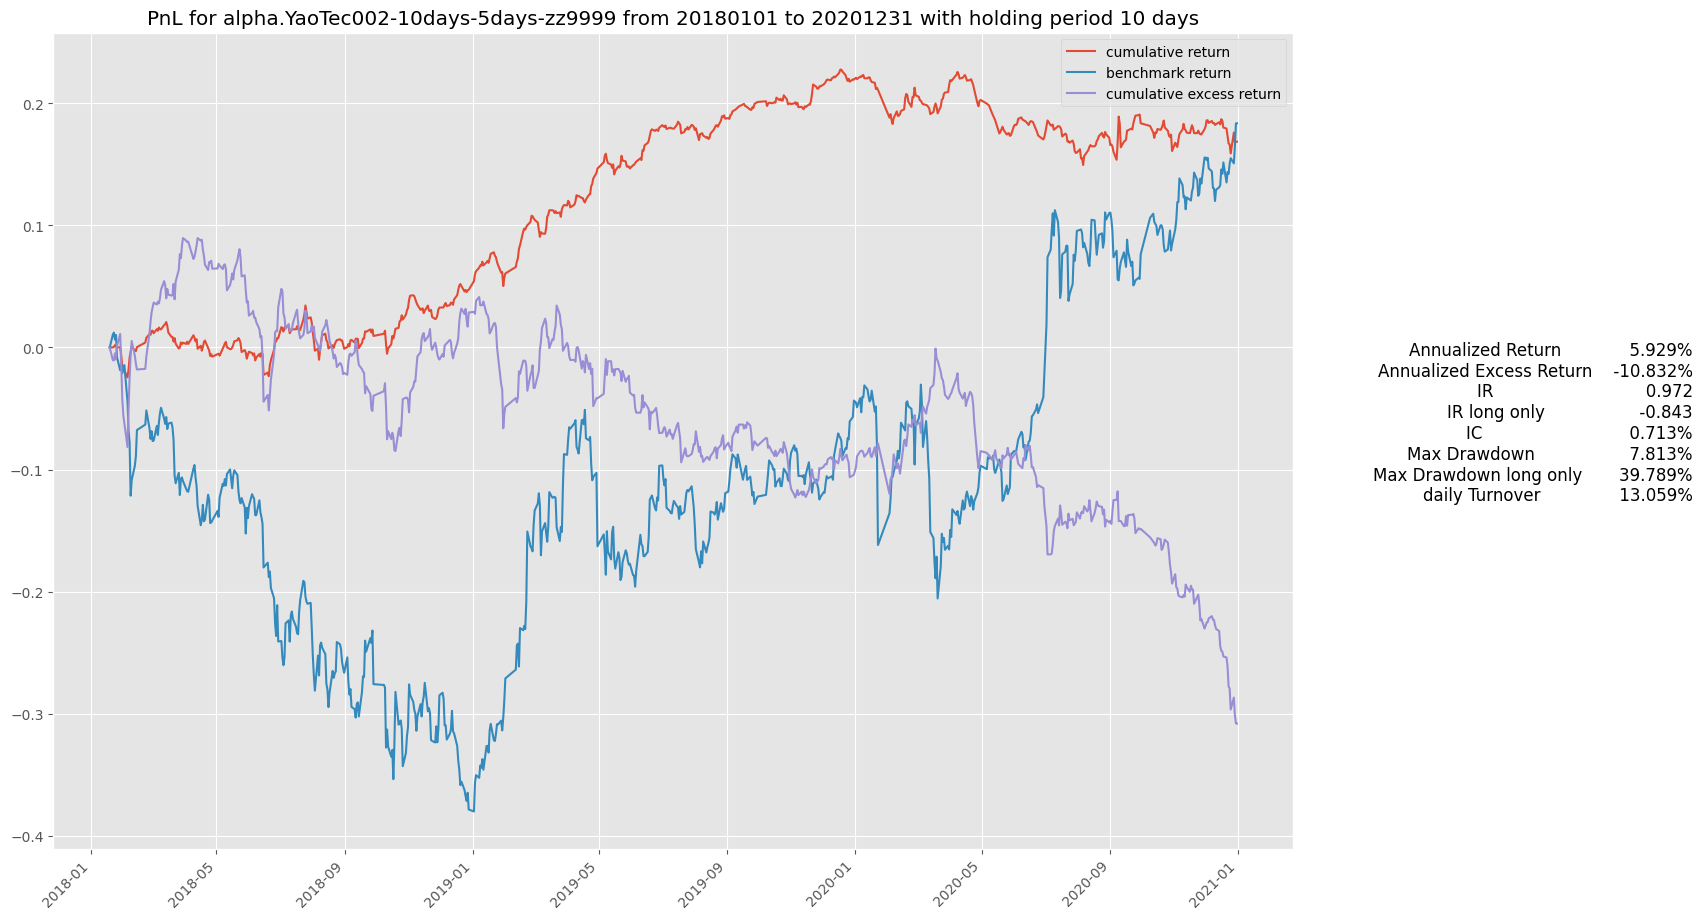 PnL for alpha.YaoTec002-10days-5days-zz9999 from 20180101 to 20201231 with holding period 10 days
cumulative return
benchmark return
cumulative excess return
0.2
0.1
0.0
−0.1
−0.2
−0.3
−0.4
2018-01
2018-05
2018-09
2019-01
2019-05
2019-09
2020-01
2020-05
2020-09
2021-01
Annualized Return 5.929%
Annualized Excess Return -10.832%
IR 0.972
IR long only -0.843
IC 0.713%
Max Drawdown 7.813%
Max Drawdown long only 39.789%
daily Turnover 13.059%